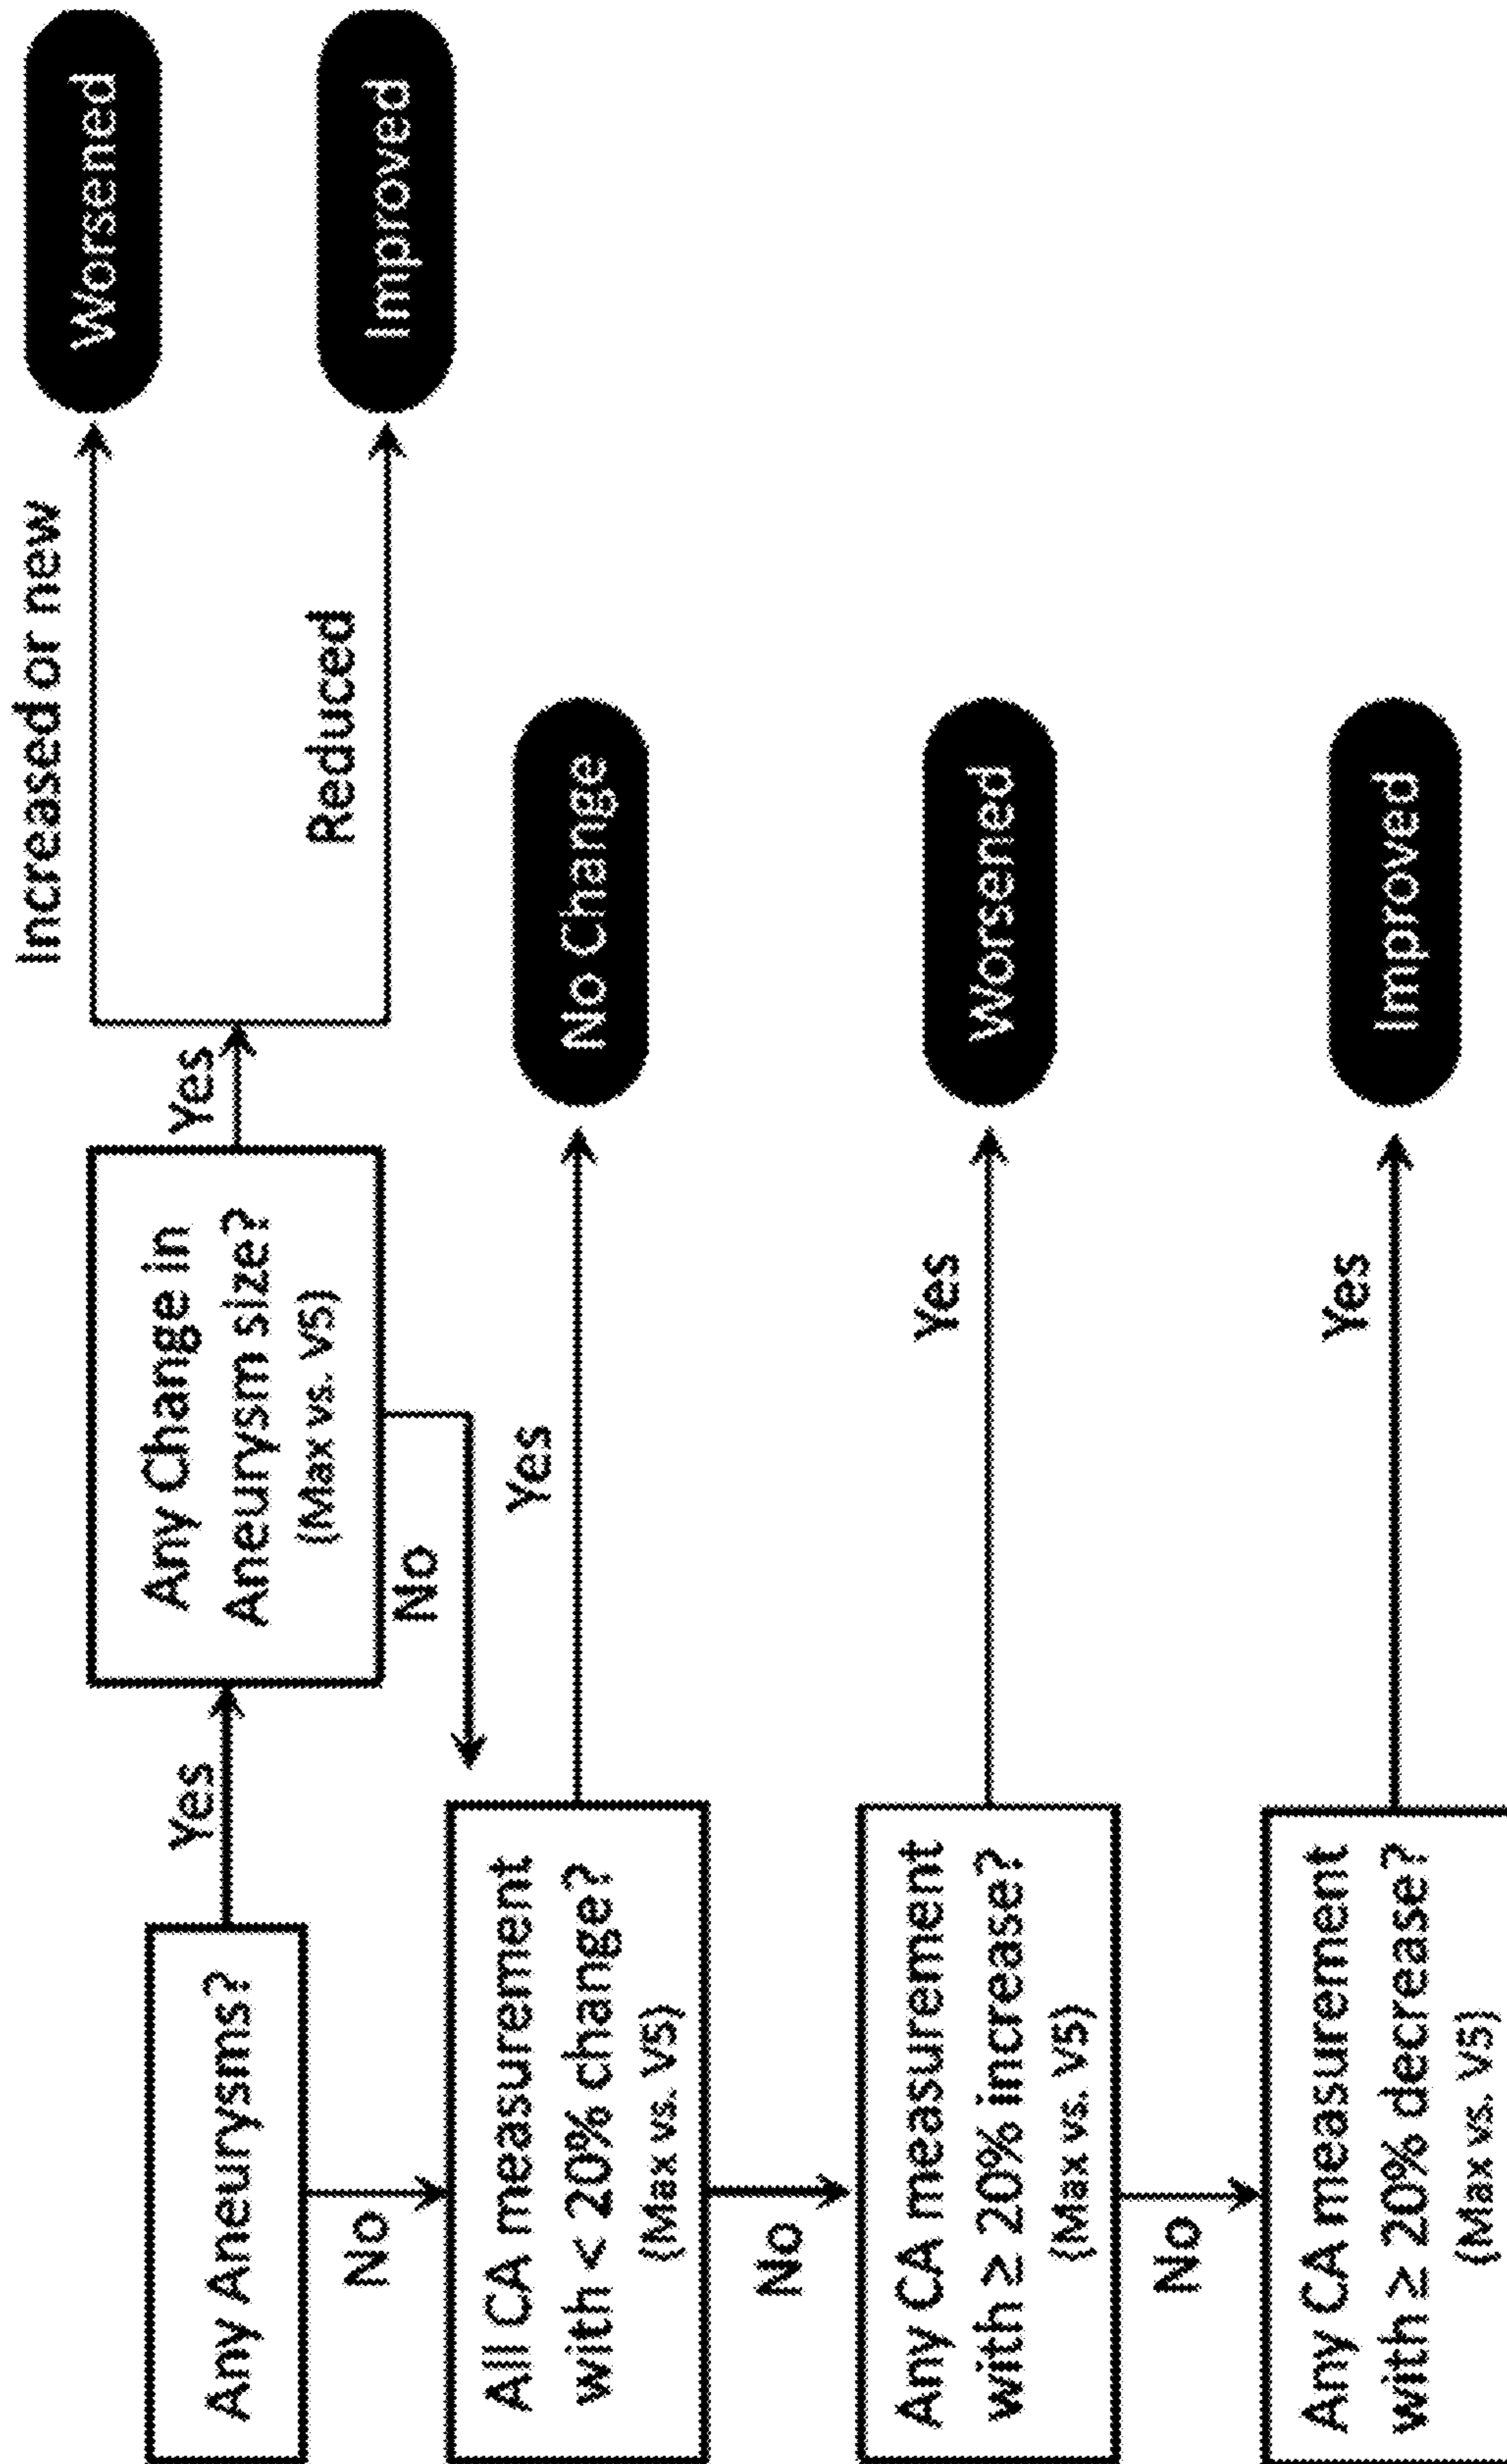 Any Aneurysms?
Yes
Any Change in
Aneurysm size?
(Max vs. V5)
Yes
Increased or new
Worsened
Reduced
Improved
No
No
All CA measurement
with < 20% change?
(Max vs. V5)
Yes
No Change
No
Any CA measurement
with ≥ 20% increase?
(Max vs. V5)
Yes
Worsened
No
Any CA measurement
with ≥ 20% decrease?
(Max vs. V5)
Yes
Improved